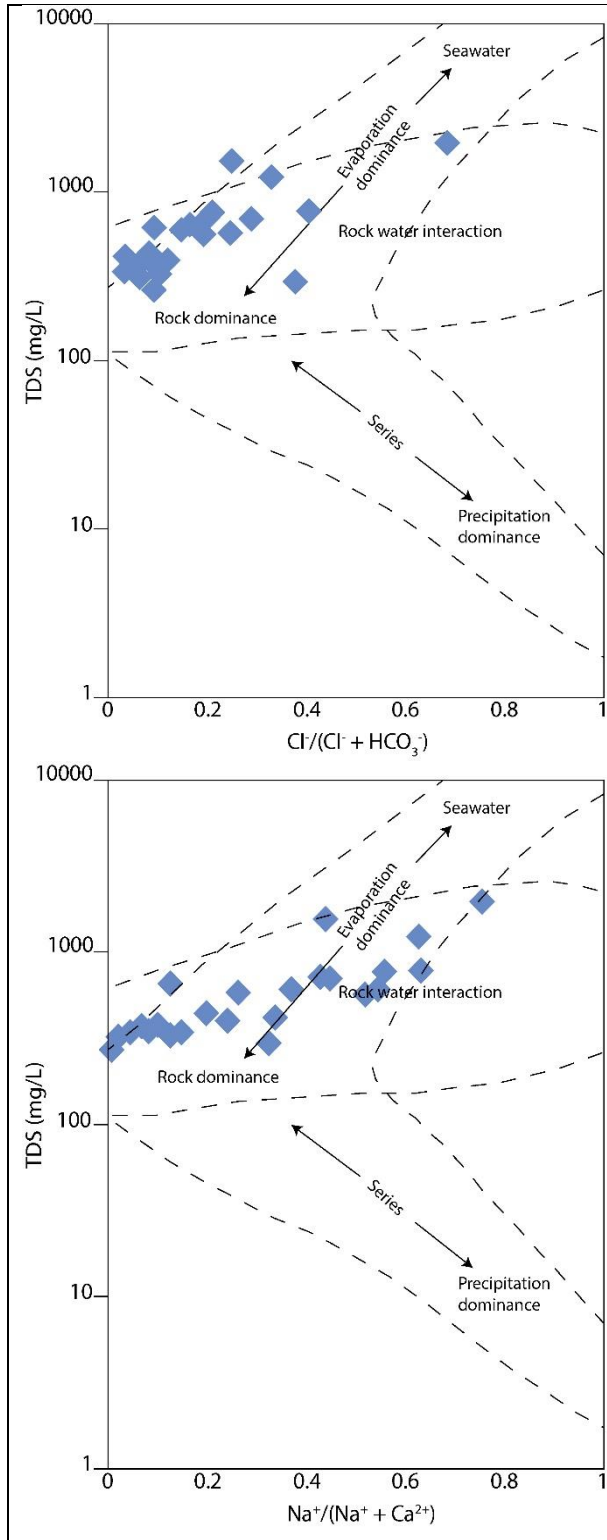 10000
Seawater
Evaporation
dominance
1000
Rock water interaction
Rock dominance
TDS (mg/L)
100
Series
10
Precipitation
dominance
1
0
0.2
0.4
0.6
0.8
1
Cl⁻/(Cl⁻ + HCO₃⁻)
10000
Seawater
Evaporation
dominance
1000
Rock water interaction
Rock dominance
TDS (mg/L)
100
Series
10
Precipitation
dominance
1
0
0.2
0.4
0.6
0.8
1
Na⁺/(Na⁺ + Ca²⁺)